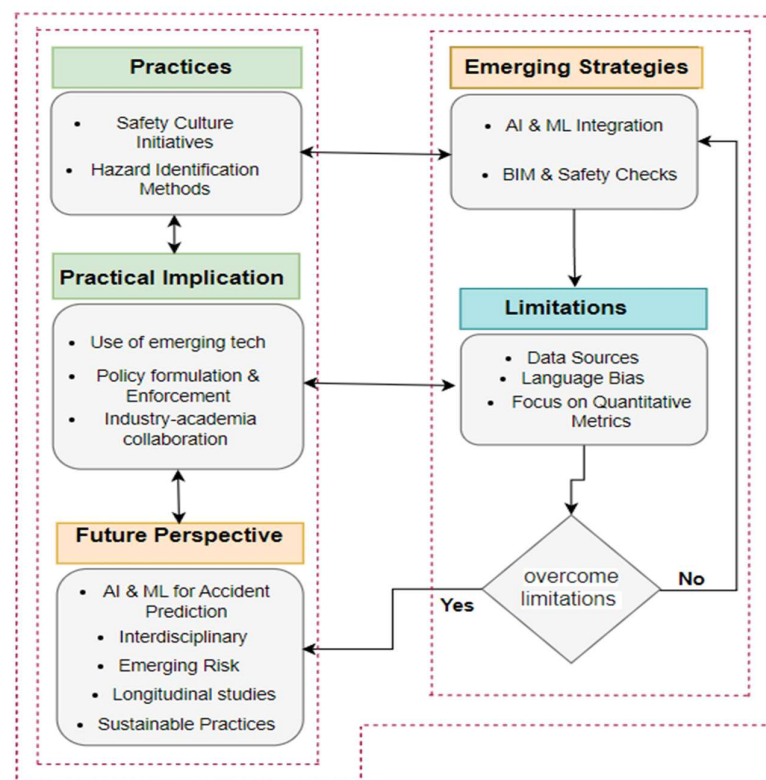 Practices
Safety Culture
Initiatives
Hazard Identification
Methods
Practical Implication
Use of emerging tech
Policy formulation &
Enforcement
Industry-academia
collaboration
Future Perspective
AI & ML for Accident
Prediction
Interdisciplinary
Emerging Risk
Longitudinal studies
Sustainable Practices
Emerging Strategies
AI & ML Integration
BIM & Safety Checks
Limitations
Data Sources
Language Bias
Focus on Quantitative
Metrics
overcome
limitations
Yes
No